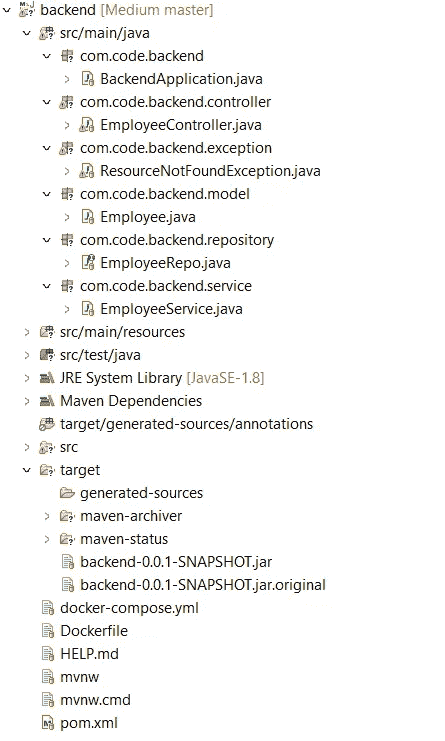 backend [Medium master]
src/main/java
com.code.backend
BackendApplication.java
com.code.backend.controller
EmployeeController.java
com.code.backend.exception
ResourceNotFoundException.java
com.code.backend.model
Employee.java
com.code.backend.repository
EmployeeRepo.java
com.code.backend.service
EmployeeService.java
src/main/resources
src/test/java
JRE System Library [JavaSE-1.8]
Maven Dependencies
target/generated-sources/annotations
src
target
generated-sources
maven-archiver
maven-status
backend-0.0.1-SNAPSHOT.jar
backend-0.0.1-SNAPSHOT.jar.original
docker-compose.yml
Dockerfile
HELP.md
mvnw
mvnw.cmd
pom.xml